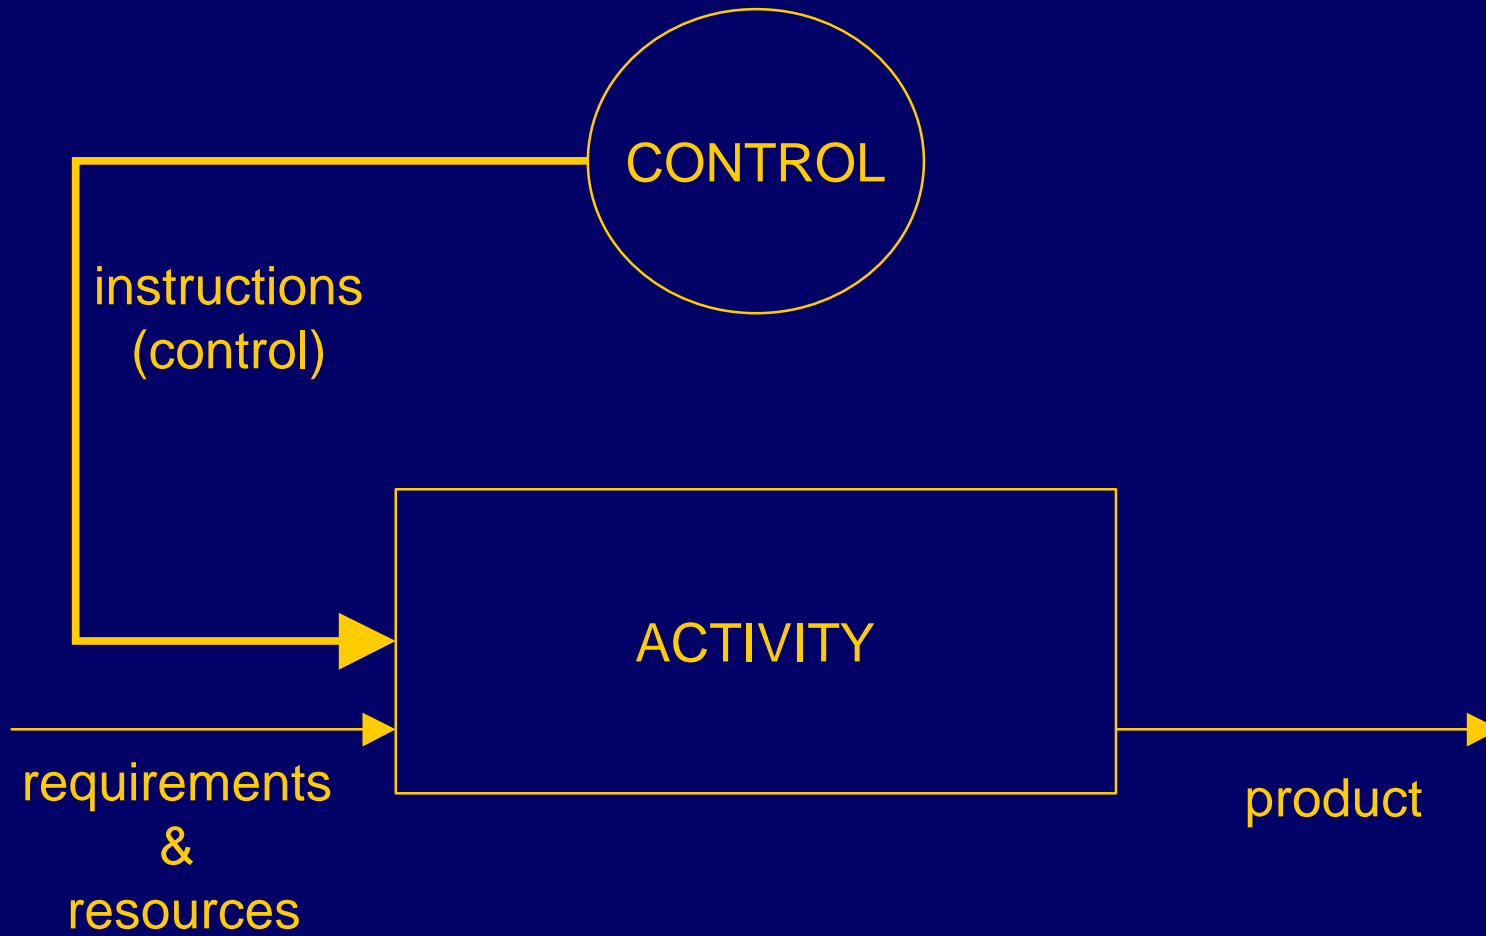 CONTROL
instructions
(control)
ACTIVITY
requirements
&
resources
product